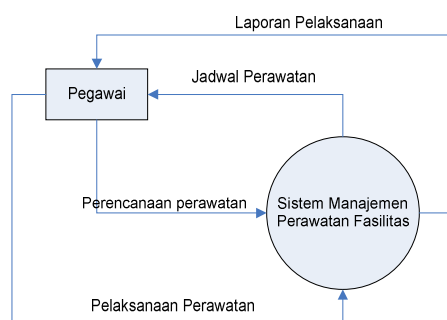 Laporan Pelaksanaan
Jadwal Perawatan
Pegawai
Perencanaan perawatan
Sistem Manajemen
Perawatan Fasilitas
Pelaksanaan Perawatan